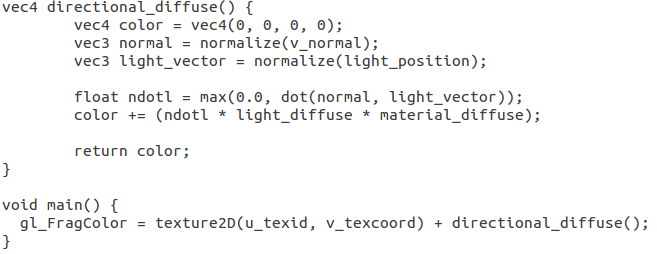 vec4 directional_diffuse() {
        vec4 color = vec4(0, 0, 0, 0);
        vec3 normal = normalize(v_normal);
        vec3 light_vector = normalize(light_position);

        float ndotl = max(0.0, dot(normal, light_vector));
        color += (ndotl * light_diffuse * material_diffuse);

        return color;
}

void main() {
  gl_FragColor = texture2D(u_texid, v_texcoord) + directional_diffuse();
}